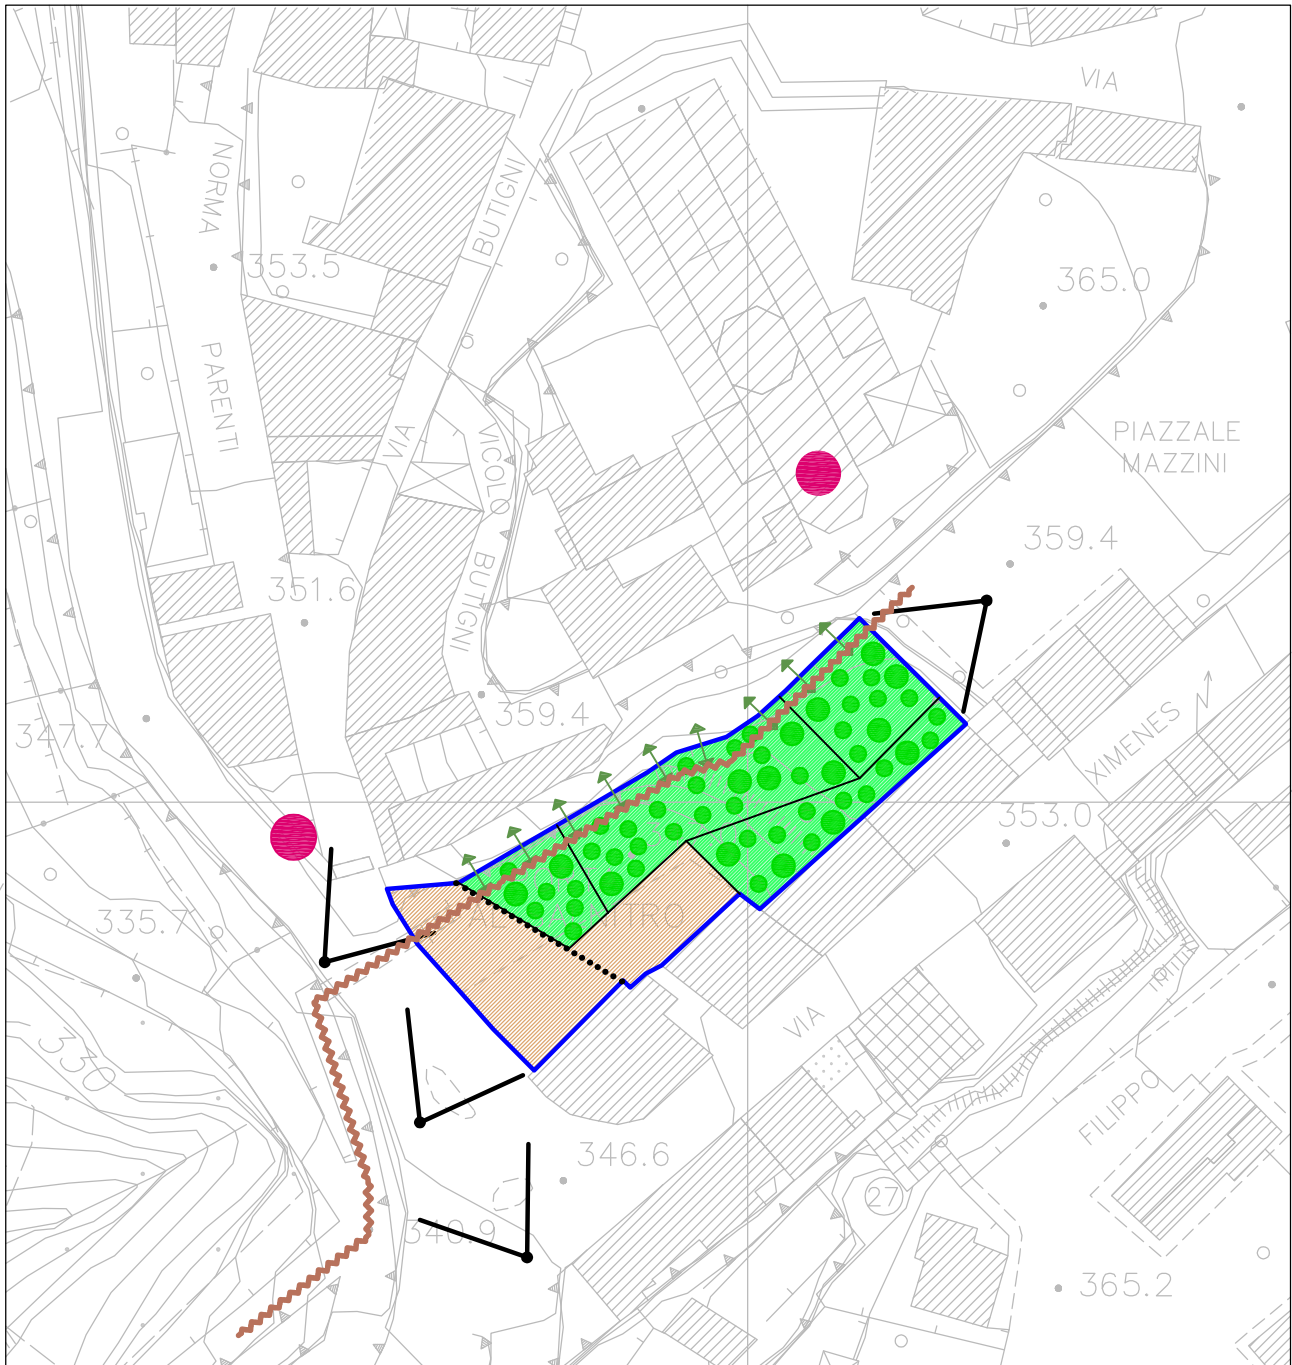 VIA
NORMA
BUTIGNI
353.5
365.0
PARENTI
VIA
VICOLO
PIAZZALE
MAZZINI
359.4
BUTIGNI
351.6
359.4
347.7
XIMENES
353.0
335.7
VIA
330
FILIPPO
346.6
27
340.9
365.2